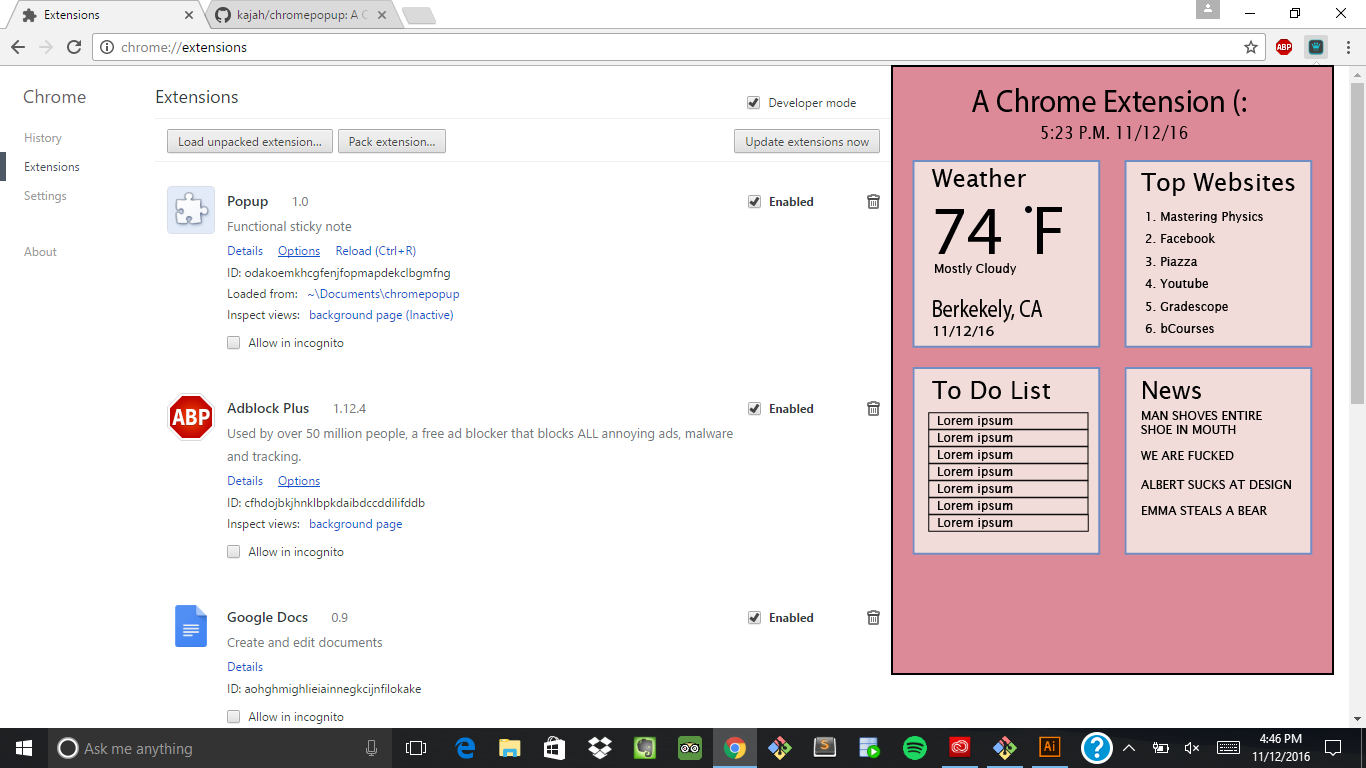 Extensions
kajah/chromepopup: A C
chrome://extensions
ABP
Chrome
History
Extensions
Settings
About
Extensions
Developer mode
Load unpacked extension...
Pack extension...
Update extensions now
Popup 1.0
Enabled
Functional sticky note
Details Options Reload (Ctrl+R)
ID: odakoemkhcgfenjfopmapdekclbgmfng
Loaded from: ~\Documents\chromepopup
Inspect views: background page (Inactive)
Allow in incognito
ABP
Adblock Plus 1.12.4
Enabled
Used by over 50 million people, a free ad blocker that blocks ALL annoying ads, malware
and tracking.
Details Options
ID: cfhdojbkjhnklbpkdaibdccddilifddb
Inspect views: background page
Allow in incognito
Google Docs 0.9
Enabled
Create and edit documents
Details
ID: aohghmighlieiainnegkcijnfilokake
Allow in incognito
A Chrome Extension (:
5:23 P.M. 11/12/16
Weather
74 °F
Mostly Cloudy
Berkekely, CA
11/12/16
Top Websites
1. Mastering Physics
2. Facebook
3. Piazza
4. Youtube
5. Gradescope
6. bCourses
To Do List
Lorem ipsum
Lorem ipsum
Lorem ipsum
Lorem ipsum
Lorem ipsum
Lorem ipsum
Lorem ipsum
News
MAN SHOVES ENTIRE
SHOE IN MOUTH
WE ARE FUCKED
ALBERT SUCKS AT DESIGN
EMMA STEALS A BEAR
Ask me anything
S
Ai
?
4:46 PM
11/12/2016